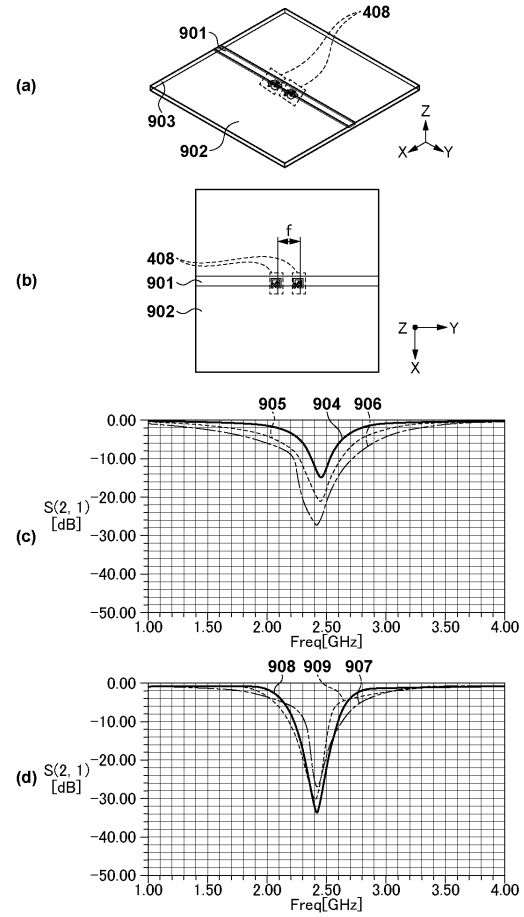 (a)
901
408
903
902
Z
X
Y
(b)
f
408
901
902
Z
Y
X
(c)
905
904
906
S(2, 1)
[dB]
0.00
−10.00
−20.00
−30.00
−40.00
−50.00
1.00
1.50
2.00
2.50
3.00
3.50
4.00
Freq[GHz]
(d)
908
909
907
S(2, 1)
[dB]
0.00
−10.00
−20.00
−30.00
−40.00
−50.00
1.00
1.50
2.00
2.50
3.00
3.50
4.00
Freq[GHz]